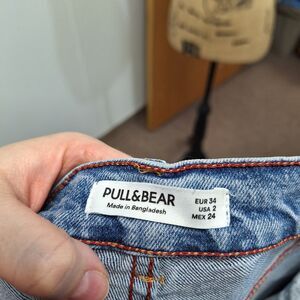 PULL&BEAR
Made in Bangladesh
EUR 34
USA 2
MEX 24